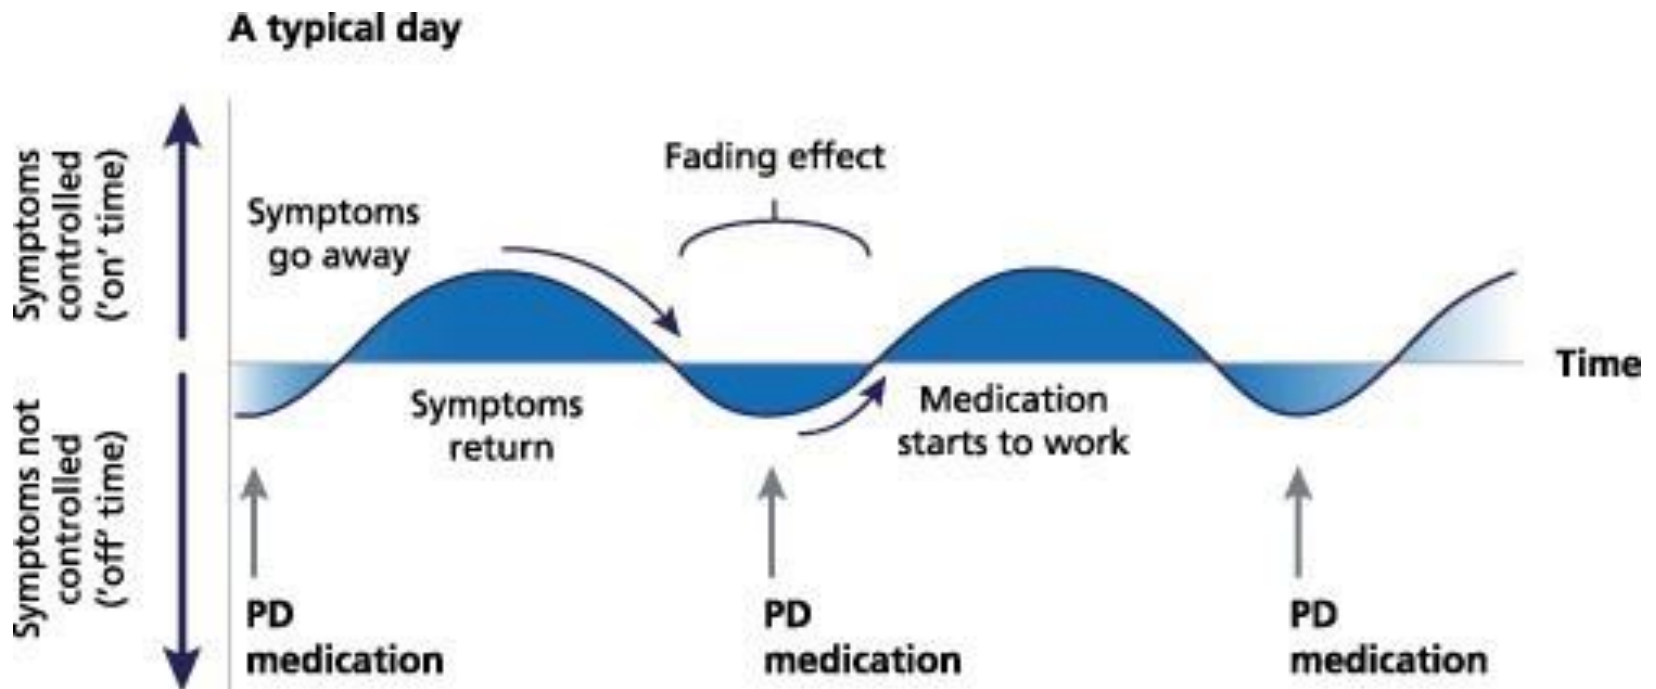 A typical day
Symptoms
controlled
('on' time)
Symptoms not
controlled
('off' time)
Symptoms
go away
Fading effect
Symptoms
return
Medication
starts to work
Time
PD
medication
PD
medication
PD
medication